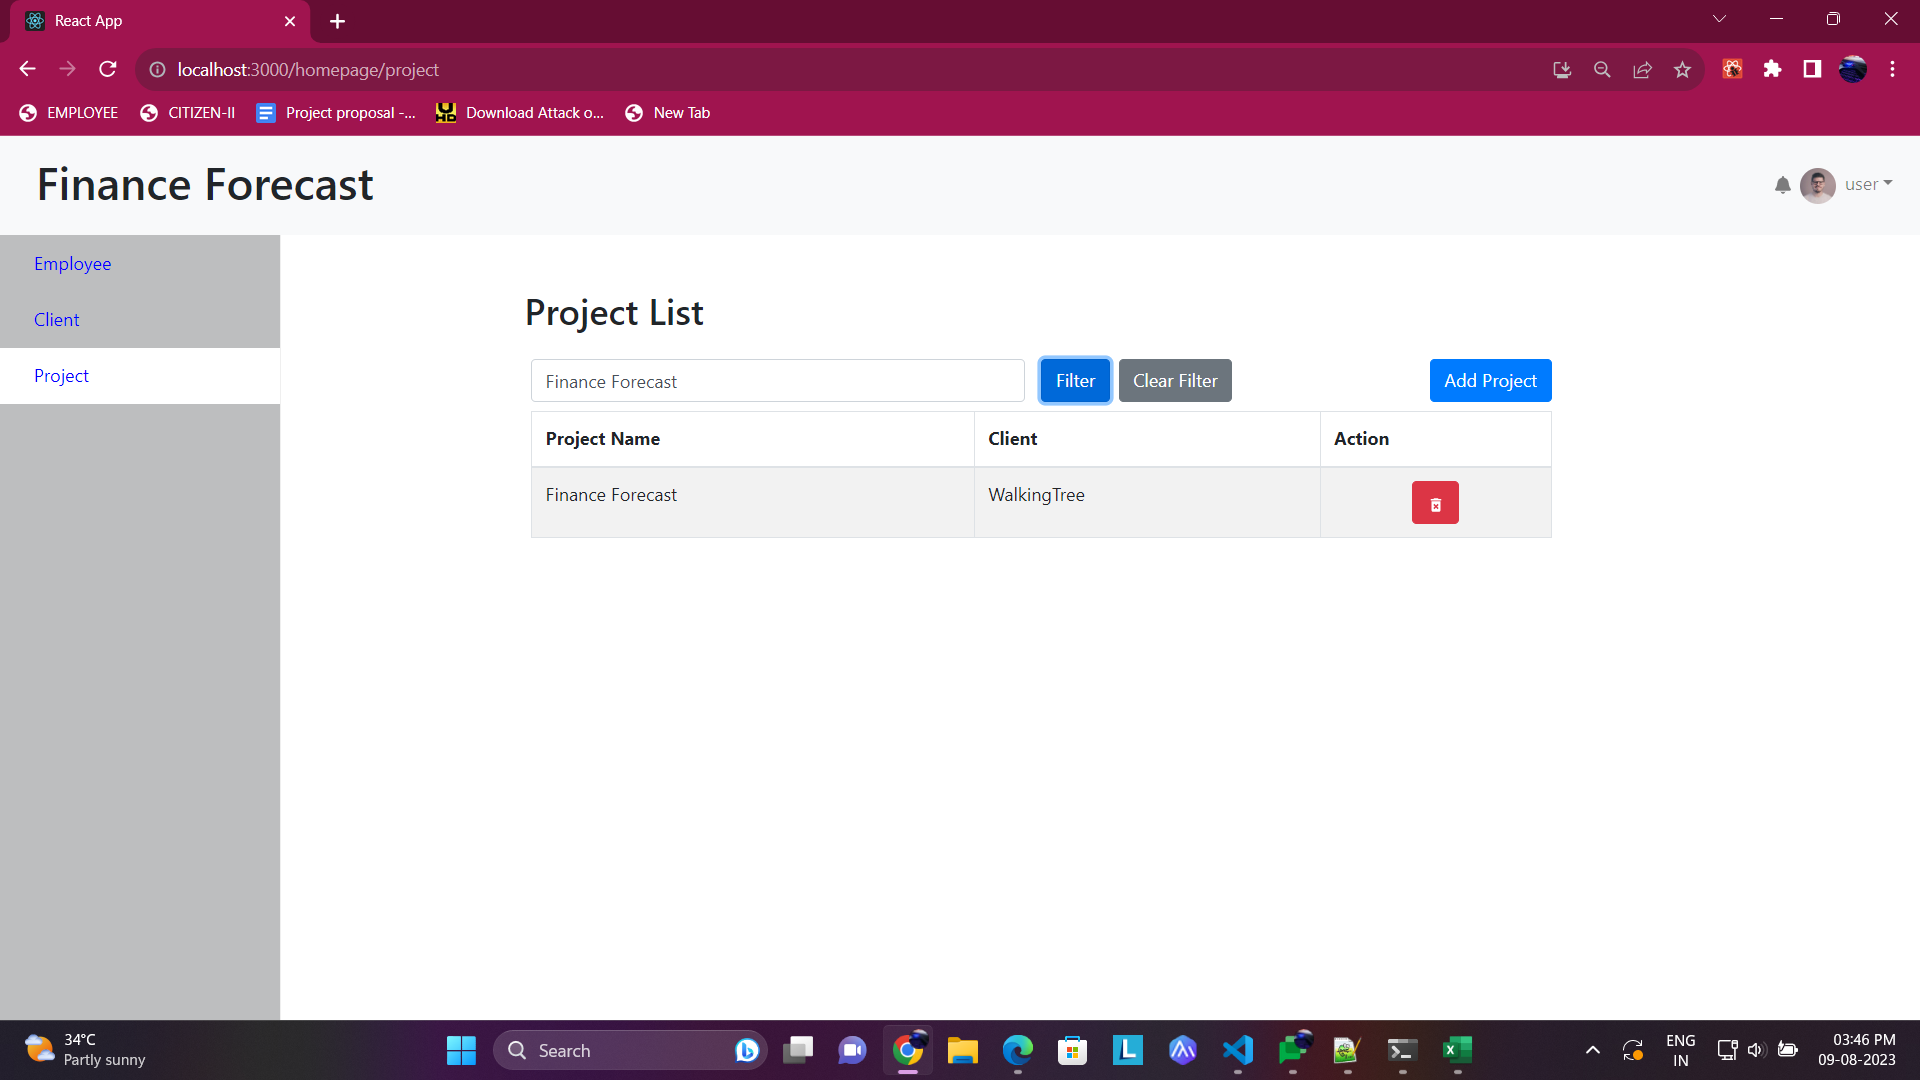 React App
localhost:3000/homepage/project
EMPLOYEE
CITIZEN-II
Project proposal -...
Download Attack o...
New Tab
Finance Forecast
user
Employee
Client
Project
Project List
Finance Forecast
Filter
Clear Filter
Add Project
Project Name
Client
Action
Finance Forecast
WalkingTree
34°C
Partly sunny
Search
ENG
IN
03:46 PM
09-08-2023